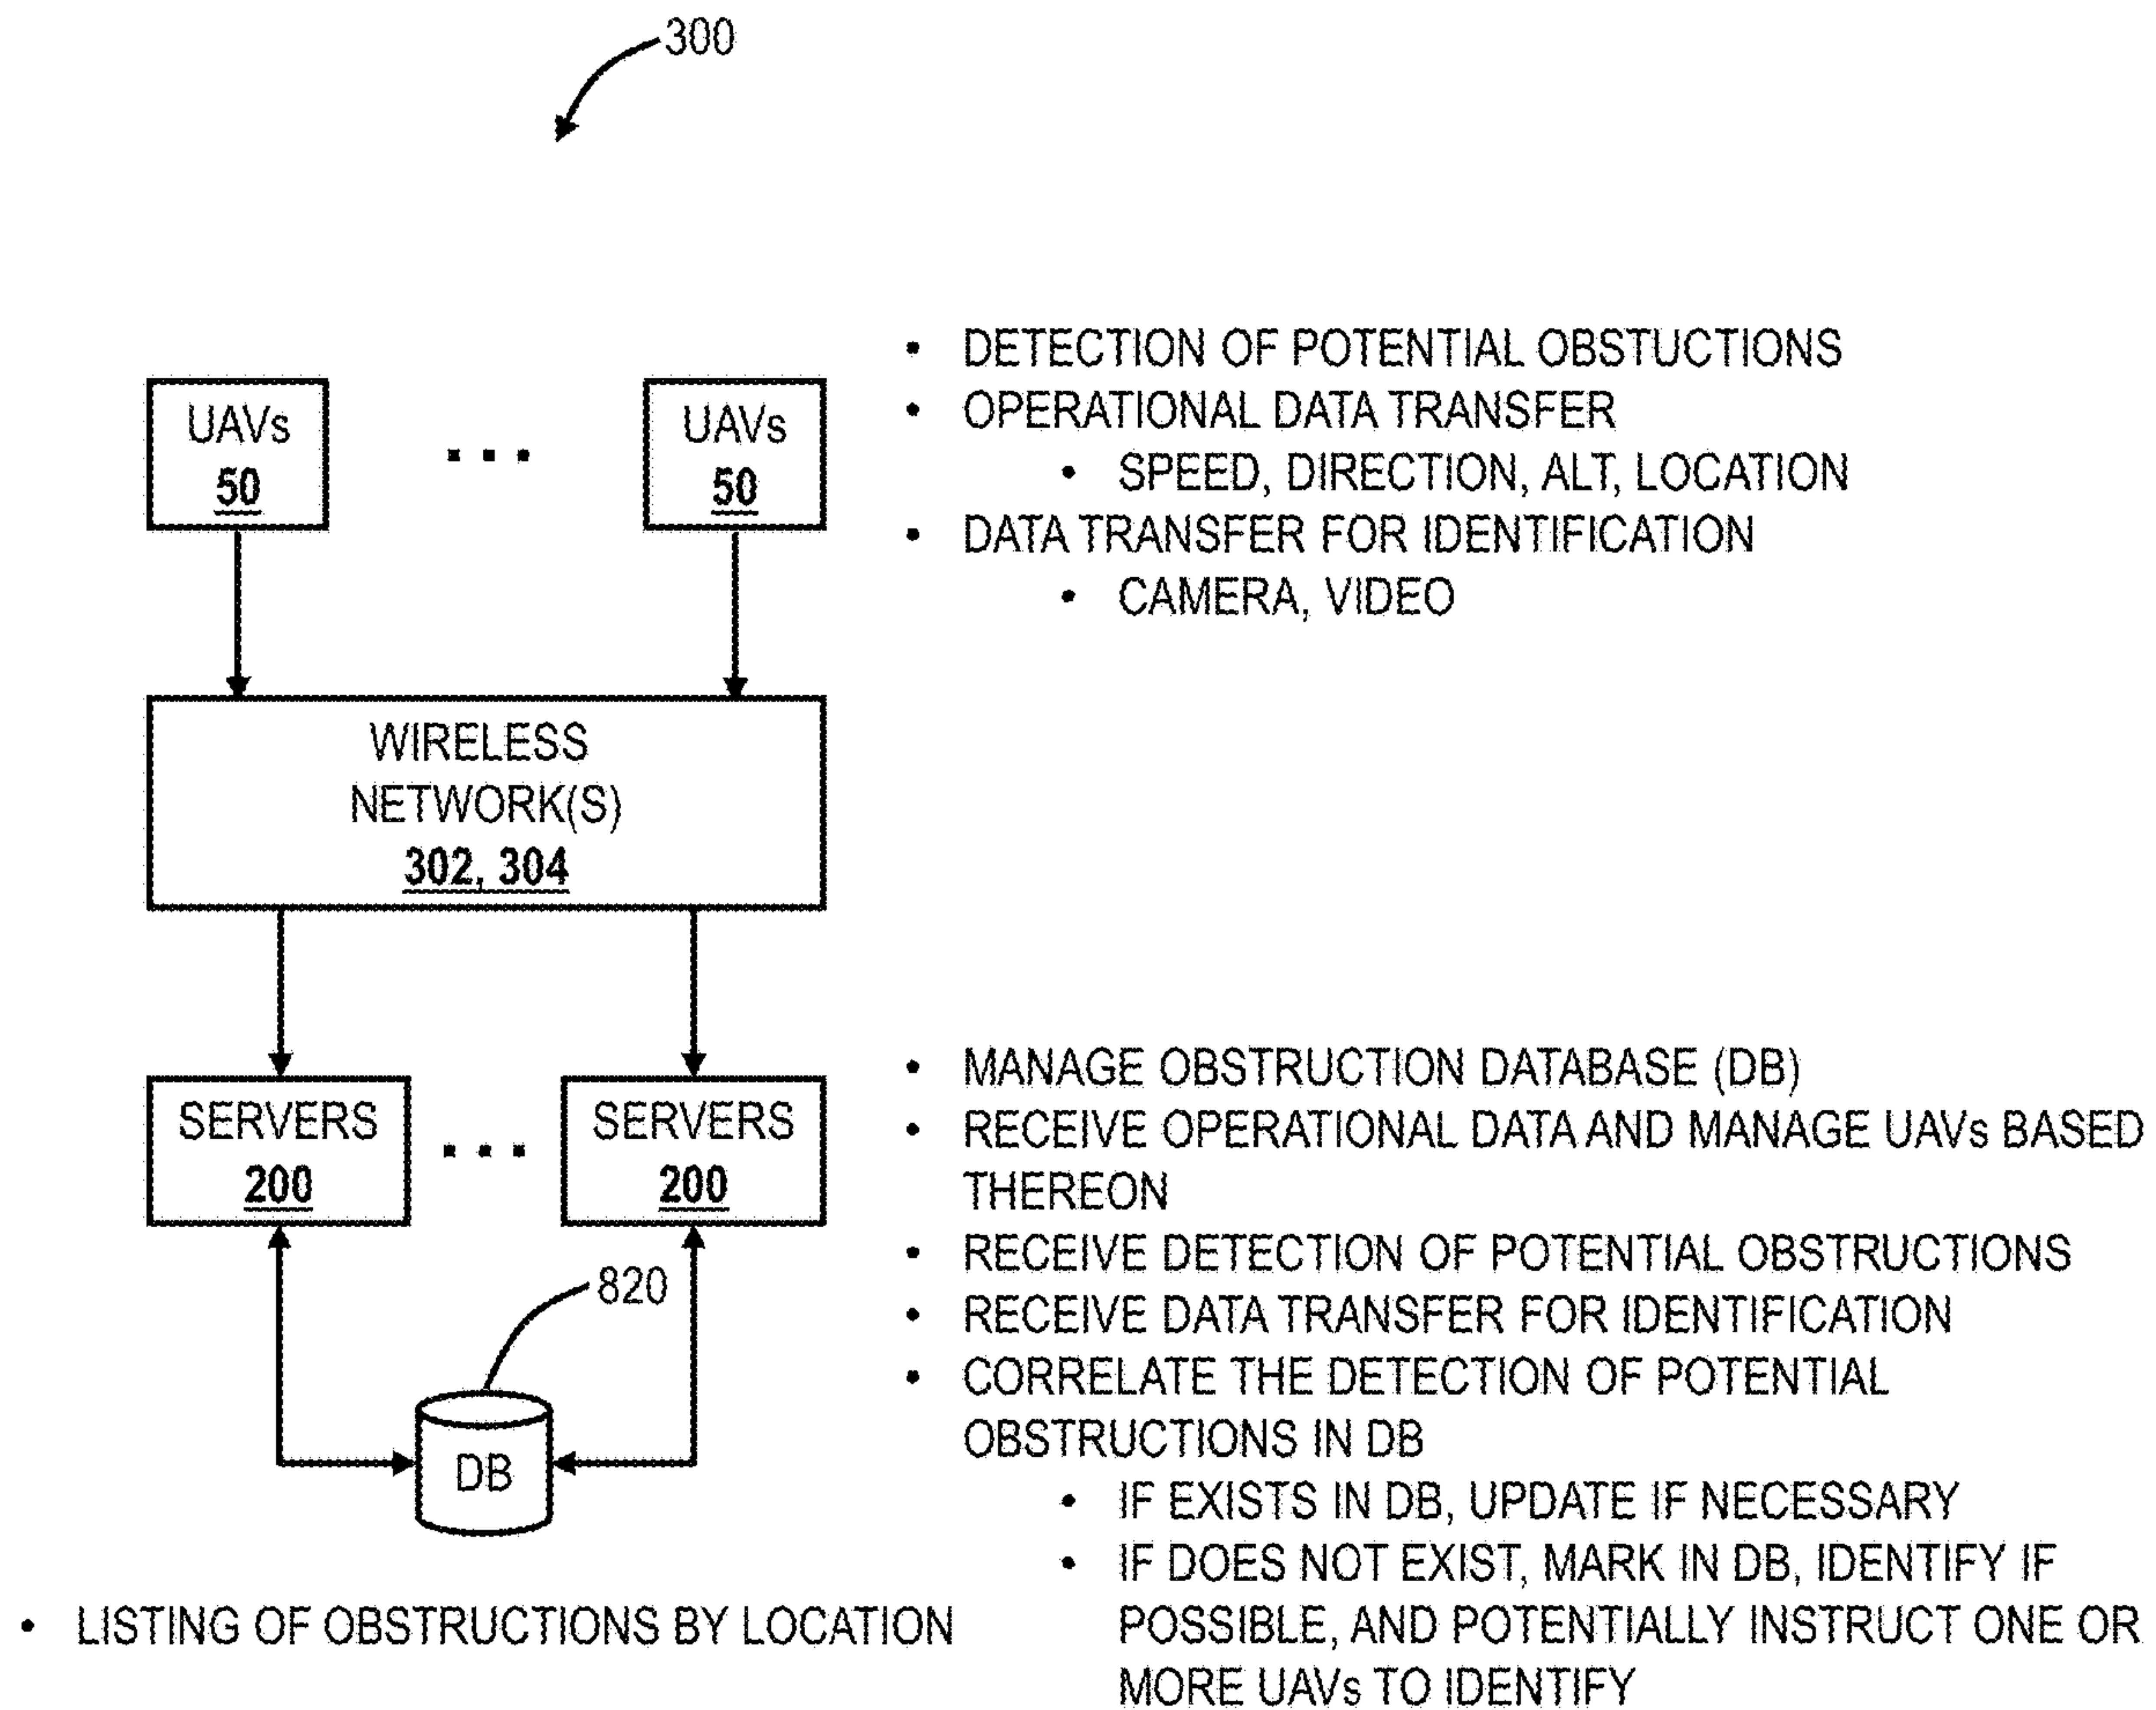 300
UAVs
50
UAVs
50
• DETECTION OF POTENTIAL OBSTUCTIONS
• OPERATIONAL DATA TRANSFER
• SPEED, DIRECTION, ALT, LOCATION
• DATA TRANSFER FOR IDENTIFICATION
• CAMERA, VIDEO
WIRELESS
NETWORK(S)
302, 304
SERVERS
200
SERVERS
200
820
DB
• LISTING OF OBSTRUCTIONS BY LOCATION
• MANAGE OBSTRUCTION DATABASE (DB)
• RECEIVE OPERATIONAL DATA AND MANAGE UAVs BASED
THEREON
• RECEIVE DETECTION OF POTENTIAL OBSTRUCTIONS
• RECEIVE DATA TRANSFER FOR IDENTIFICATION
• CORRELATE THE DETECTION OF POTENTIAL
OBSTRUCTIONS IN DB
• IF EXISTS IN DB, UPDATE IF NECESSARY
• IF DOES NOT EXIST, MARK IN DB, IDENTIFY IF
POSSIBLE, AND POTENTIALLY INSTRUCT ONE OR
MORE UAVs TO IDENTIFY